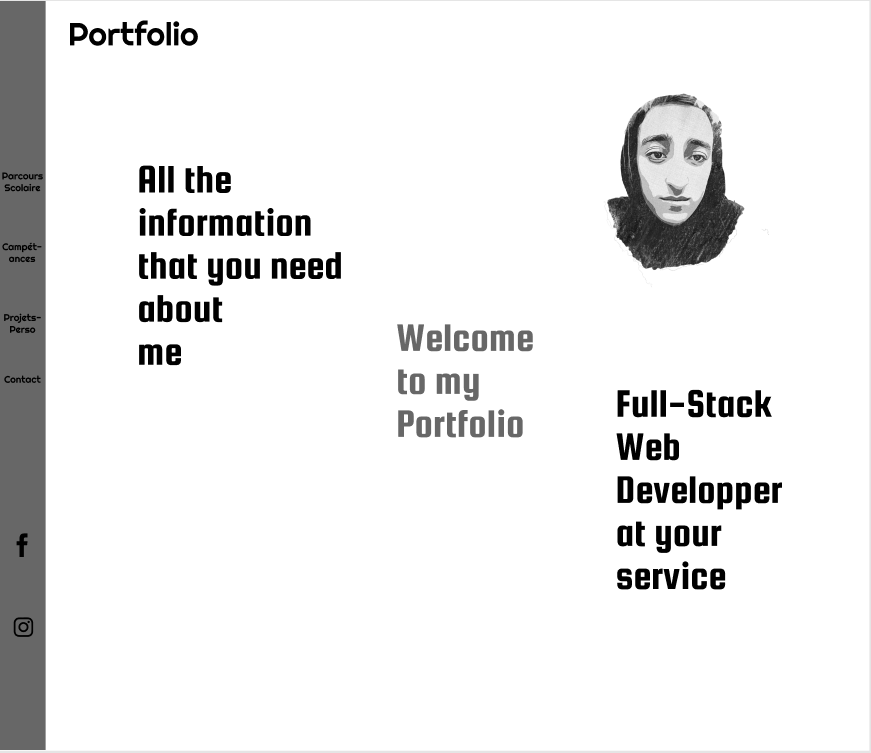 Portfolio
Parcours
Scolaire
Campét-
ances
Projets-
Perso
Contact
All the
information
that you need
about
me
Welcome
to my
Portfolio
Full-Stack
Web
Developper
at your
service